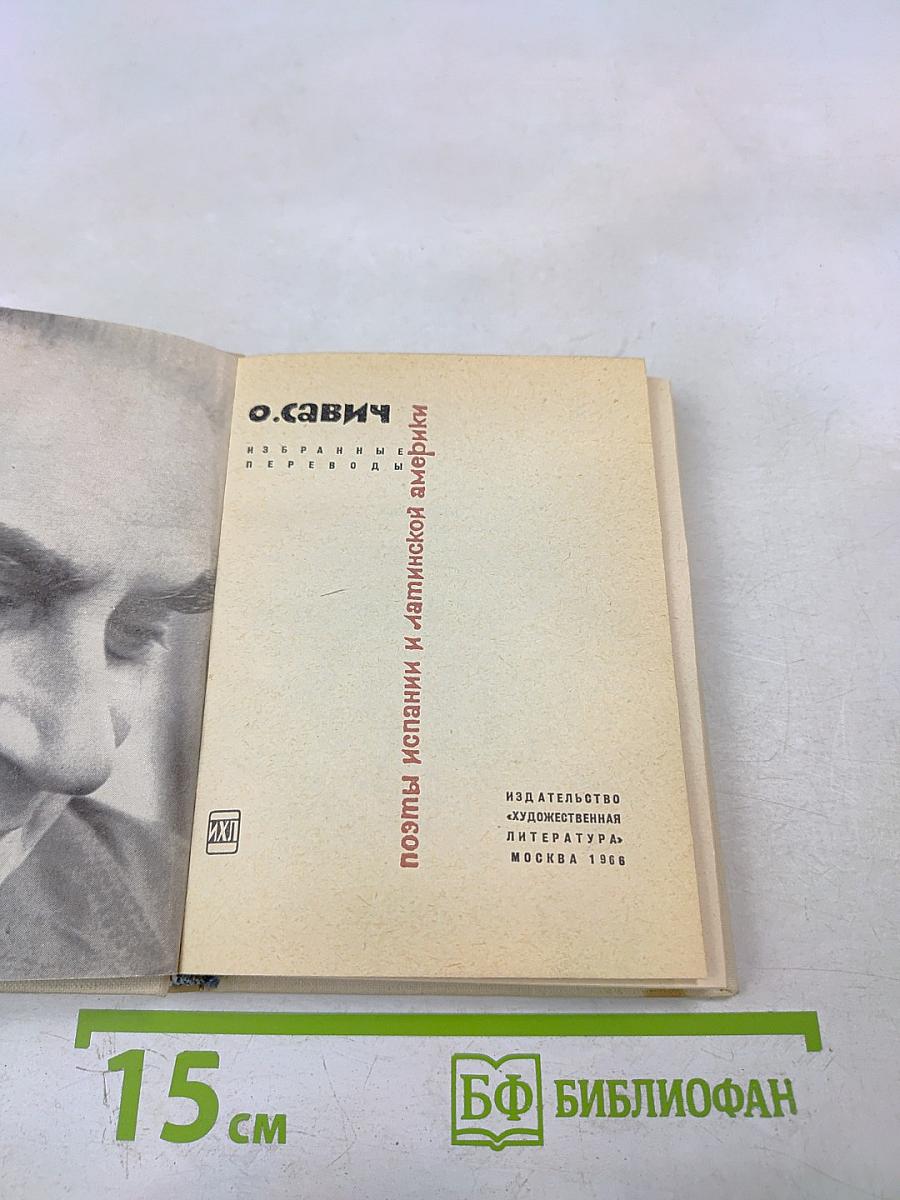 о.савич
ИЗБРАННЫЕ
ПЕРЕВОДЫ
поэты испании и латинской америки
ИХЛ
ИЗДАТЕЛЬСТВО
«ХУДОЖЕСТВЕННАЯ
ЛИТЕРАТУРА»
МОСКВА 1966
15 см
БФ БИБЛИОФАН